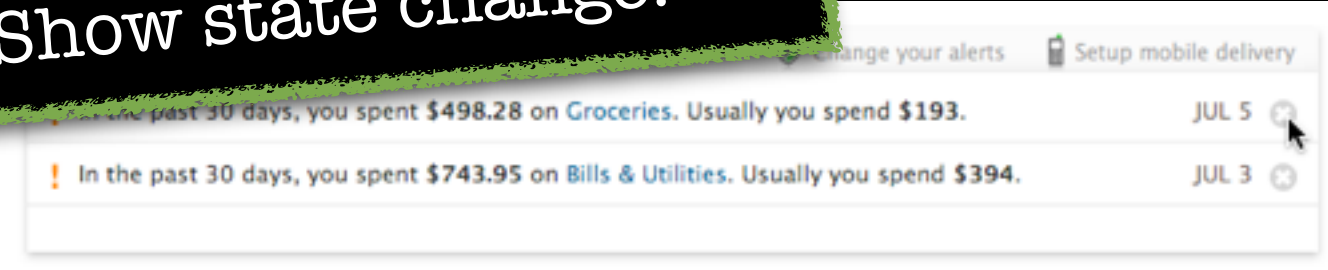 Show state change.
Change your alerts Setup mobile delivery
In the past 30 days, you spent $498.28 on Groceries. Usually you spend $193. JUL 5
! In the past 30 days, you spent $743.95 on Bills & Utilities. Usually you spend $394. JUL 3